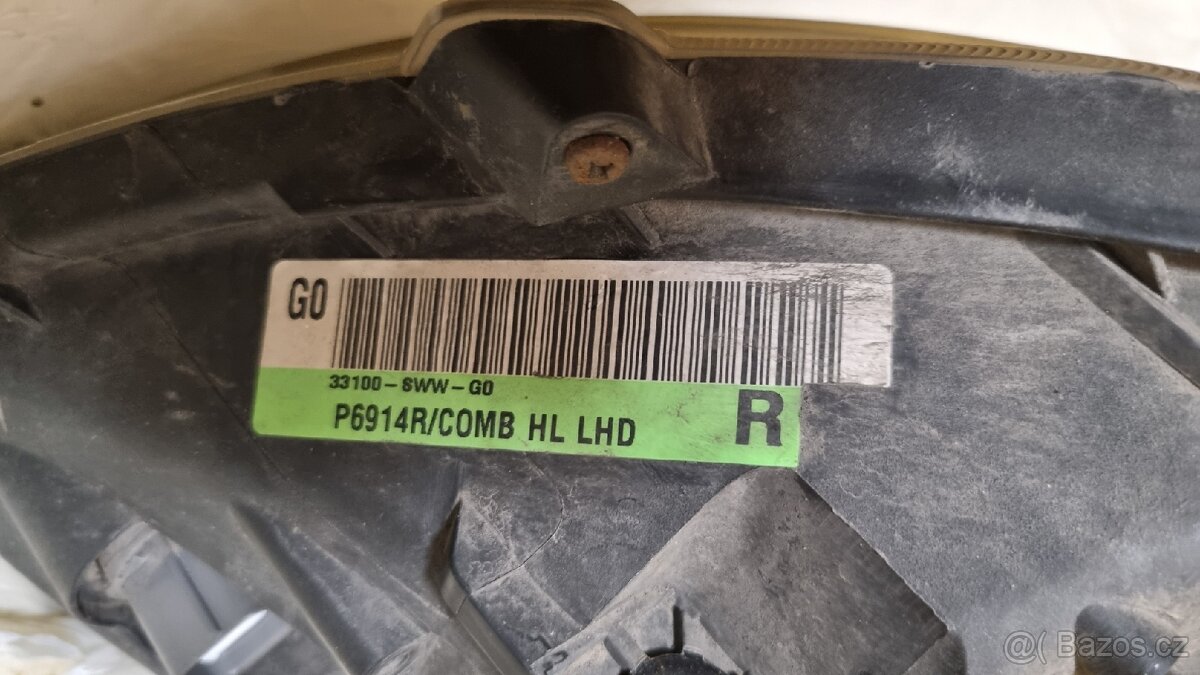 G0
33100-SWW-G0
P6914R/COMB HL LHD
R
@( Bazos.cz